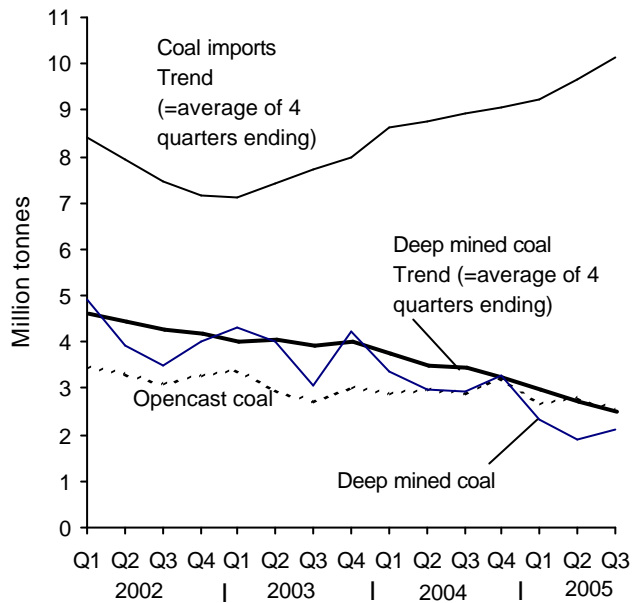 11
10
9
8
7
6
5
4
3
2
1
0
Million tonnes
Coal imports
Trend
(=average of 4
quarters ending)
Deep mined coal
Trend (=average of 4
quarters ending)
Opencast coal
Deep mined coal
Q1 Q2 Q3 Q4 Q1 Q2 Q3 Q4 Q1 Q2 Q3 Q4 Q1 Q2 Q3
2002 | 2003 | 2004 | 2005